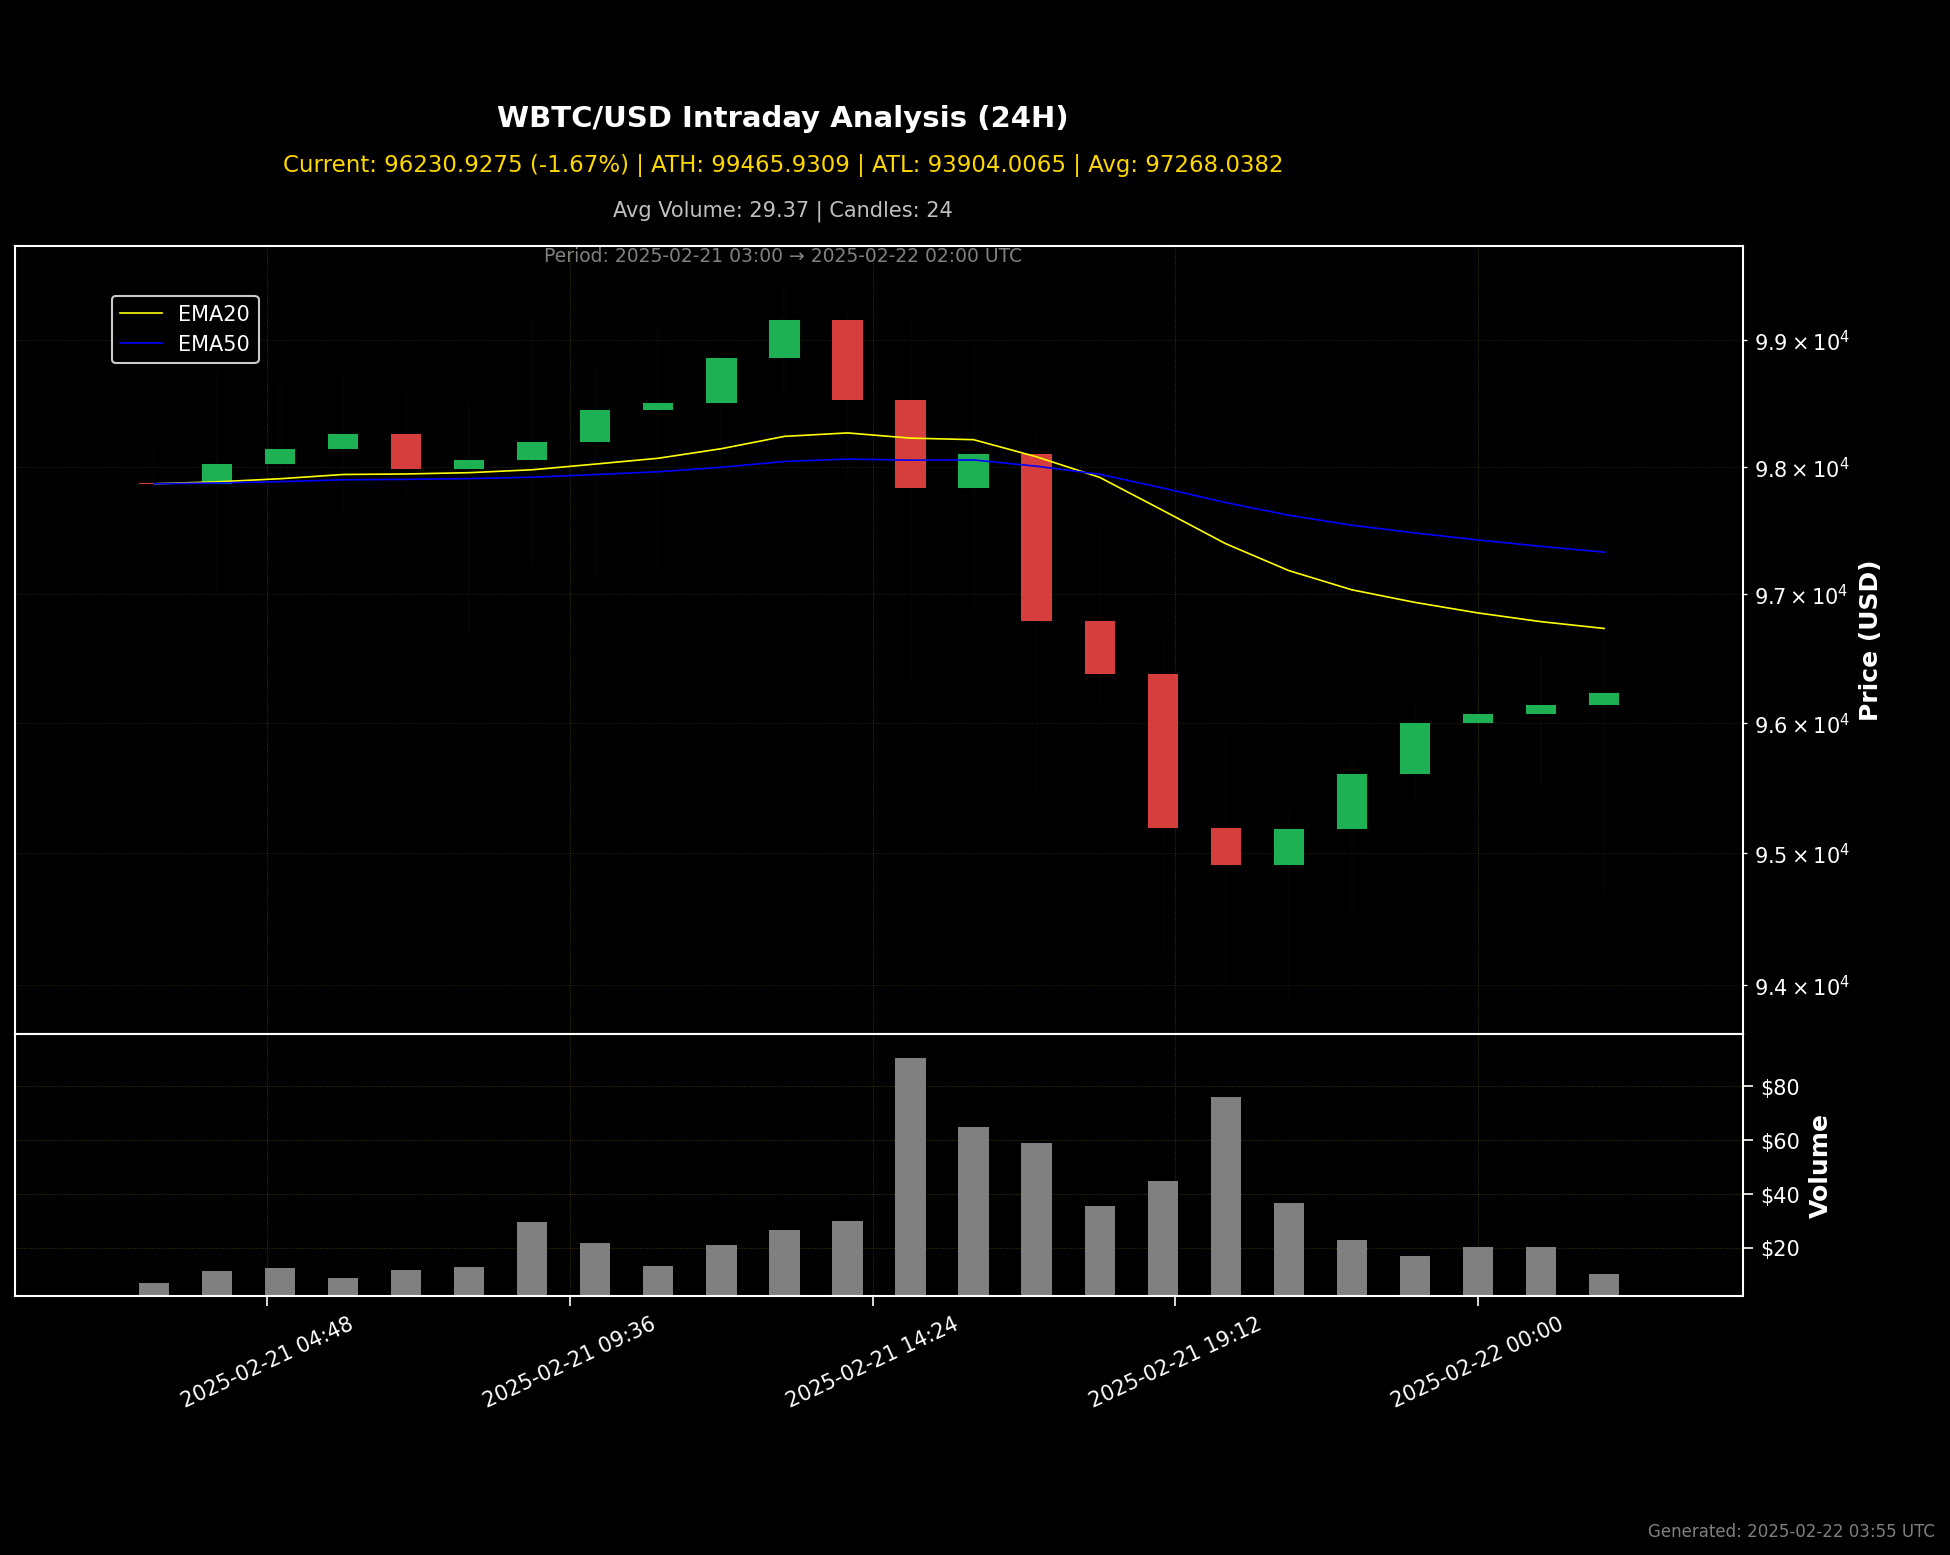 WBTC/USD Intraday Analysis (24H)
Current: 96230.9275 (-1.67%) | ATH: 99465.9309 | ATL: 93904.0065 | Avg: 97268.0382
Avg Volume: 29.37 | Candles: 24
Period: 2025-02-21 03:00 → 2025-02-22 02:00 UTC
EMA20
EMA50
9.9 × 10⁴
9.8 × 10⁴
9.7 × 10⁴
9.6 × 10⁴
9.5 × 10⁴
9.4 × 10⁴
Price (USD)
$80
$60
$40
$20
Volume
2025-02-21 04:48
2025-02-21 09:36
2025-02-21 14:24
2025-02-21 19:12
2025-02-22 00:00
Generated: 2025-02-22 03:55 UTC